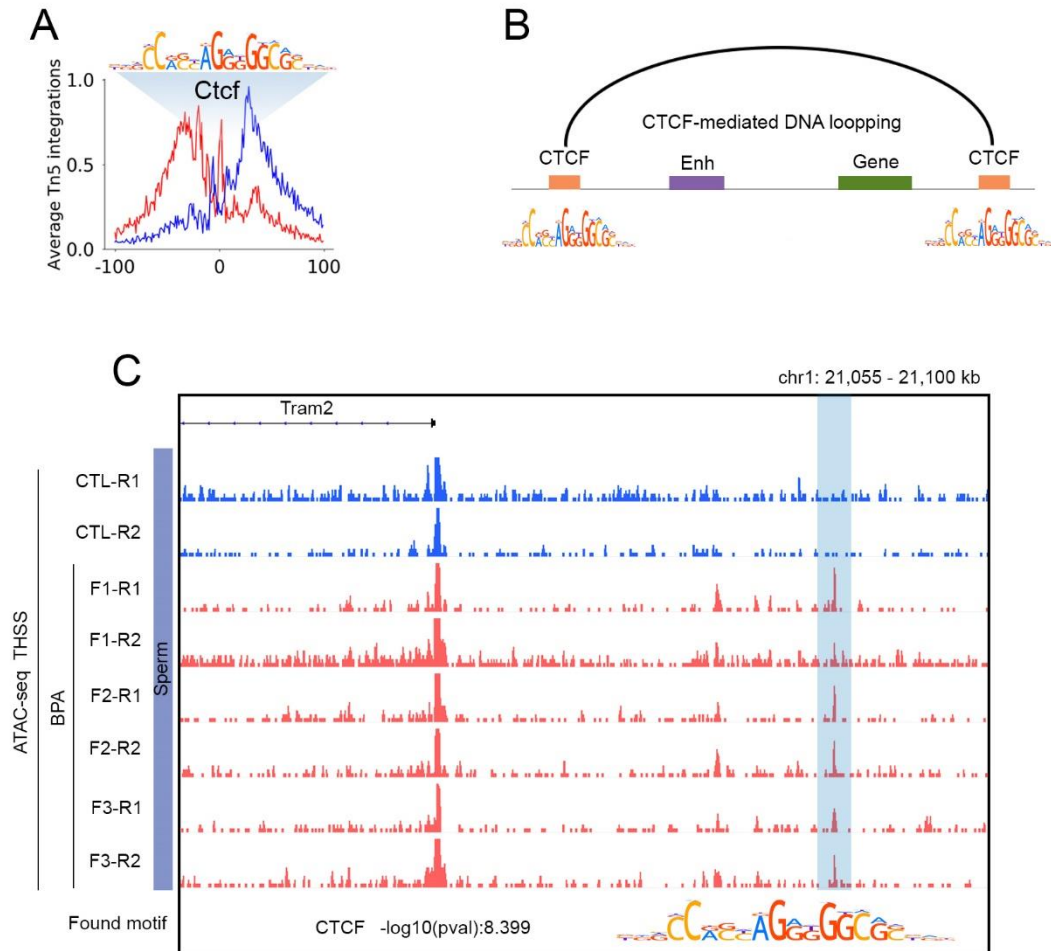 A
Ctcf
Average Tn5 integrations
1.0
0.5
0.0
-100
0
100
B
CTCF-mediated DNA loopping
CTCF
Enh
Gene
CTCF
C
chr1: 21,055 - 21,100 kb
Tram2
ATAC-seq THSS
BPA
Sperm
CTL-R1
CTL-R2
F1-R1
F1-R2
F2-R1
F2-R2
F3-R1
F3-R2
Found motif
CTCF -log10(pval):8.399